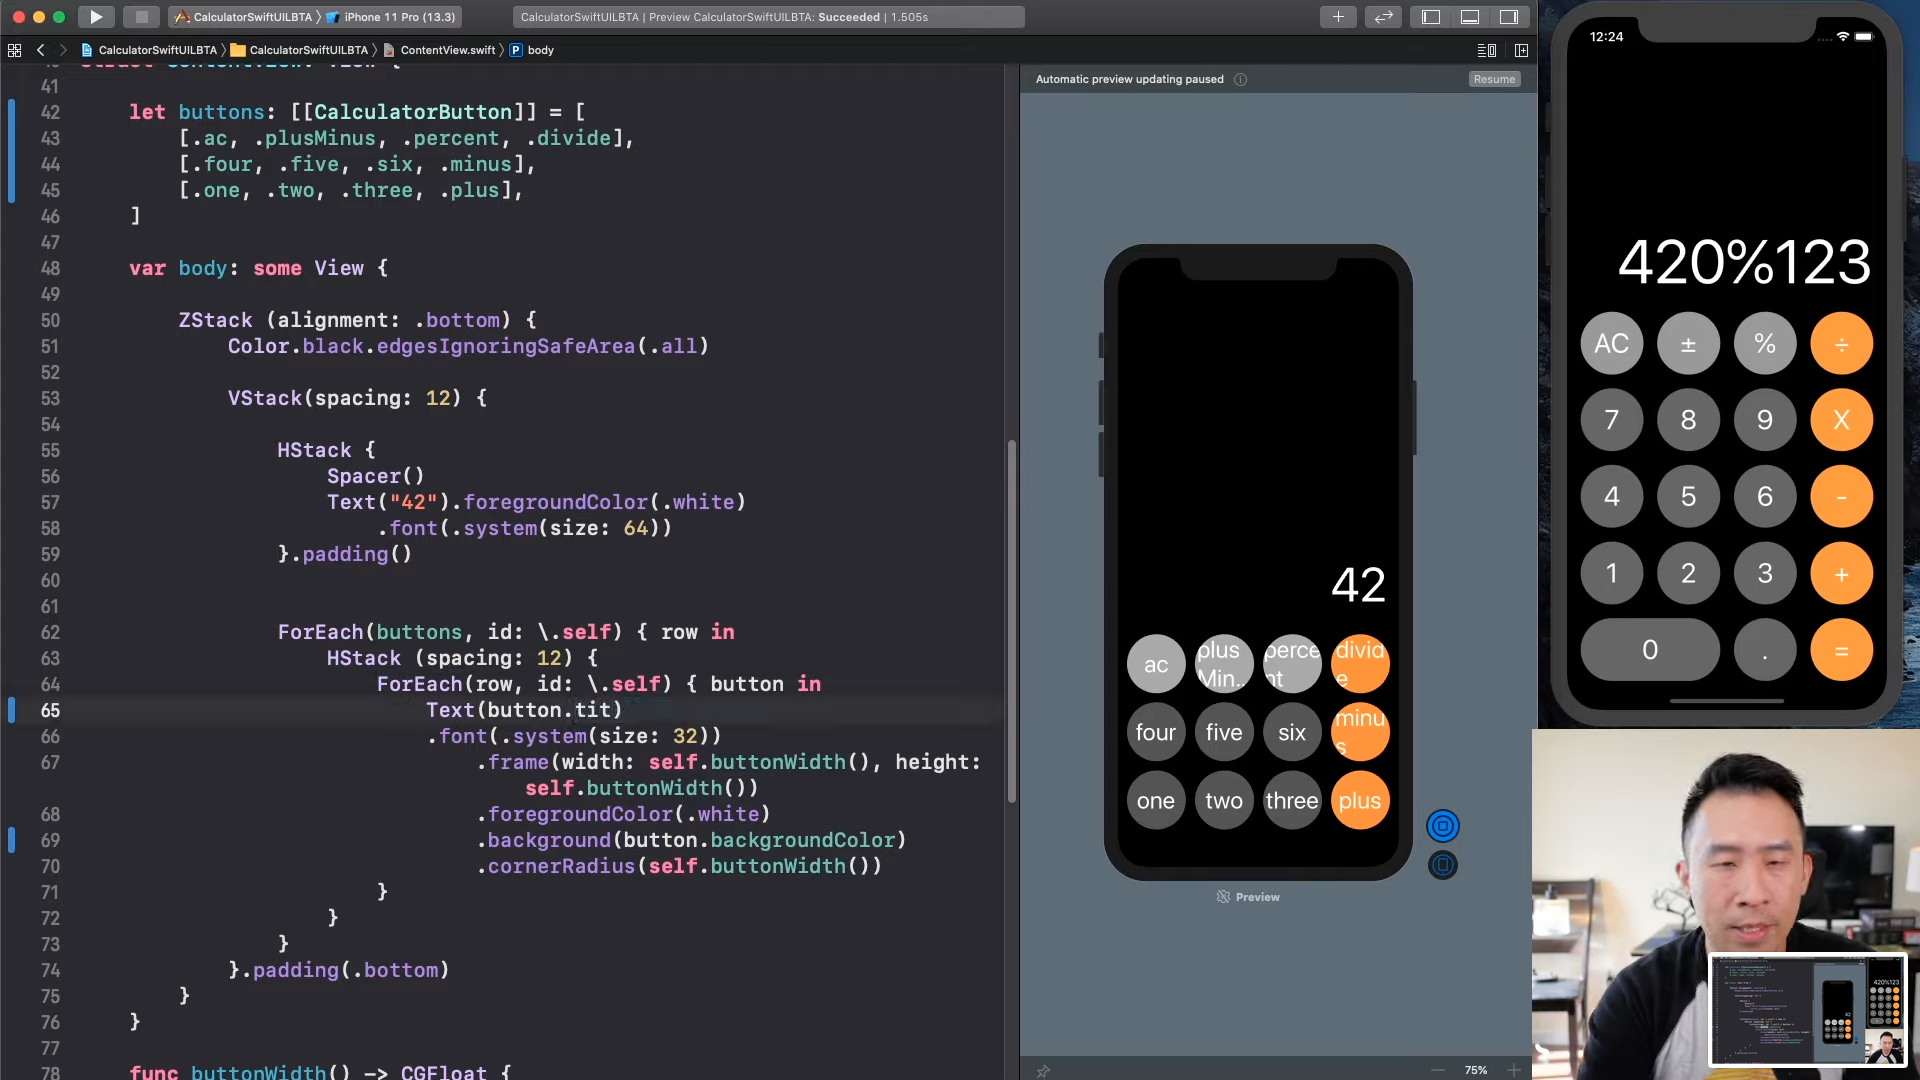 CalculatorSwiftUILBTA iPhone 11 Pro (13.3)
CalculatorSwiftUILBTA | Preview CalculatorSwiftUILBTA: Succeeded | 1.505s
CalculatorSwiftUILBTA CalculatorSwiftUILBTA ContentView.swift P body
41
42 let buttons: [[CalculatorButton]] = [
43 [.ac, .plusMinus, .percent, .divide],
44 [.four, .five, .six, .minus],
45 [.one, .two, .three, .plus],
46 ]
47
48 var body: some View {
49
50 ZStack (alignment: .bottom) {
51 Color.black.edgesIgnoringSafeArea(.all)
52
53 VStack(spacing: 12) {
54
55 HStack {
56 Spacer()
57 Text("42").foregroundColor(.white)
58 .font(.system(size: 64))
59 }.padding()
60
61
62 ForEach(buttons, id: \.self) { row in
63 HStack (spacing: 12) {
64 ForEach(row, id: \.self) { button in
65 Text(button.tit)
66 .font(.system(size: 32))
67 .frame(width: self.buttonWidth(), height:
self.buttonWidth())
68 .foregroundColor(.white)
69 .background(button.backgroundColor)
70 .cornerRadius(self.buttonWidth())
71 }
72 }
73 }
74 }.padding(.bottom)
75 }
76 }
77
78 func buttonWidth() -> CGFloat {
Automatic preview updating paused Resume
42
ac plus Min.. perce nt divid e
four five six minu s
one two three plus
Preview
75%
12:24
420%123
AC ± % ÷
7 8 9 X
4 5 6 -
1 2 3 +
0 . =